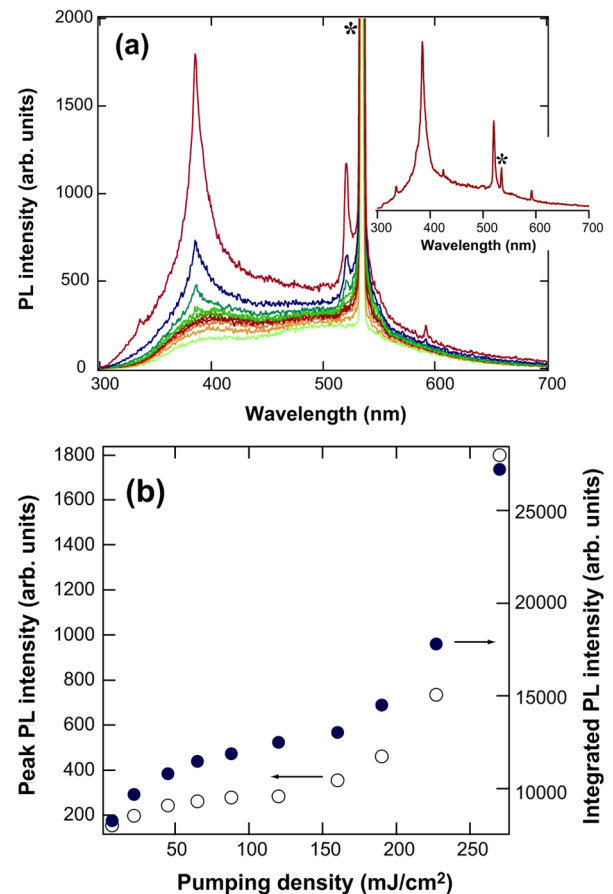 (a)
*
2000
1500
1000
500
0
PL intensity (arb. units)
300 400 500 600 700
Wavelength (nm)
*
300 400 500 600 700
Wavelength (nm)
(b)
1800
1600
1400
1200
1000
800
600
400
200
Peak PL intensity (arb. units)
25000
20000
15000
10000
Integrated PL intensity (arb. units)
50 100 150 200 250
Pumping density (mJ/cm²)